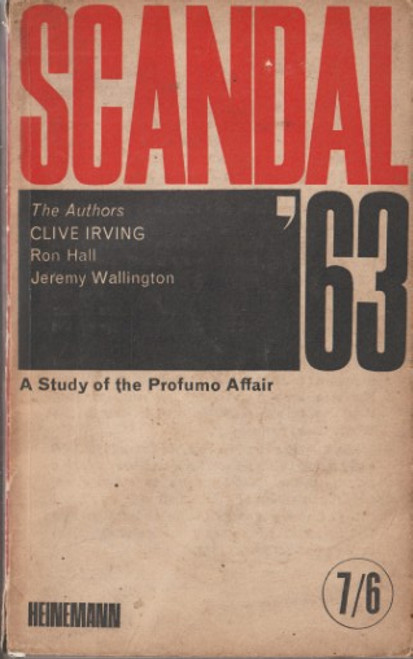 SCANDAL
'63
The Authors
CLIVE IRVING
Ron Hall
Jeremy Wallington
A Study of the Profumo Affair
HEINEMANN
7/6